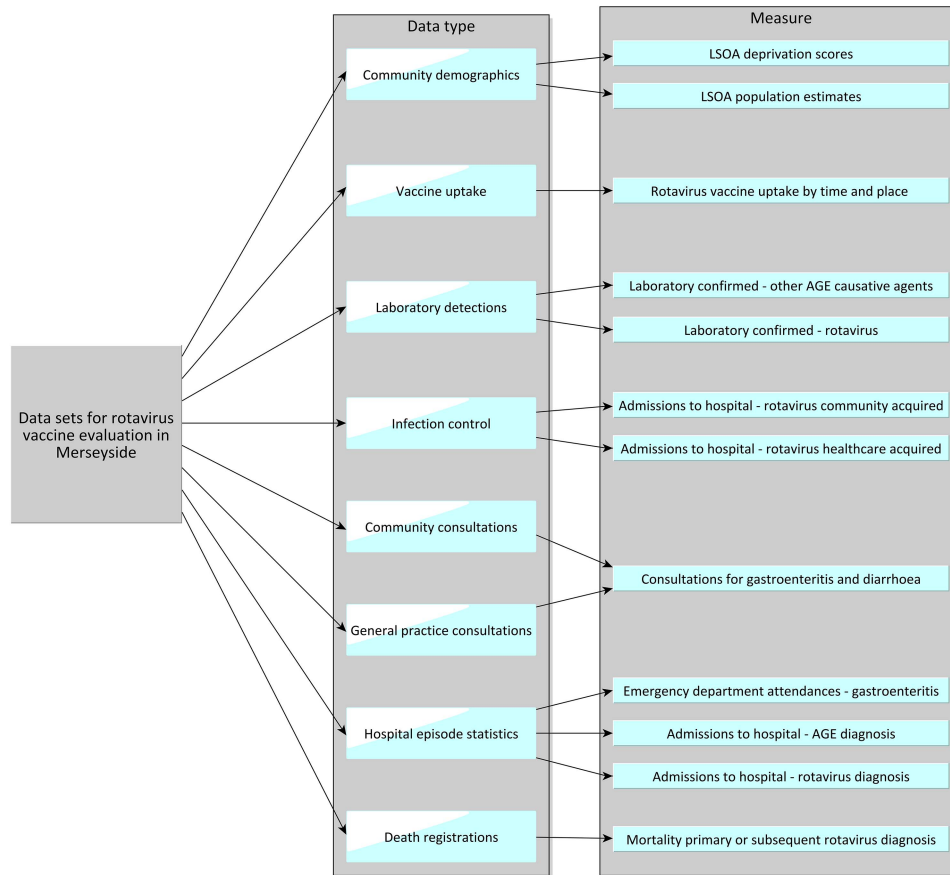 Data type
Measure
Community demographics
LSOA deprivation scores
LSOA population estimates
Vaccine uptake
Rotavirus vaccine uptake by time and place
Laboratory detections
Laboratory confirmed - other AGE causative agents
Laboratory confirmed - rotavirus
Data sets for rotavirus
vaccine evaluation in
Merseyside
Infection control
Admissions to hospital - rotavirus community acquired
Admissions to hospital - rotavirus healthcare acquired
Community consultations
Consultations for gastroenteritis and diarrhoea
General practice consultations
Hospital episode statistics
Emergency department attendances - gastroenteritis
Admissions to hospital - AGE diagnosis
Admissions to hospital - rotavirus diagnosis
Death registrations
Mortality primary or subsequent rotavirus diagnosis